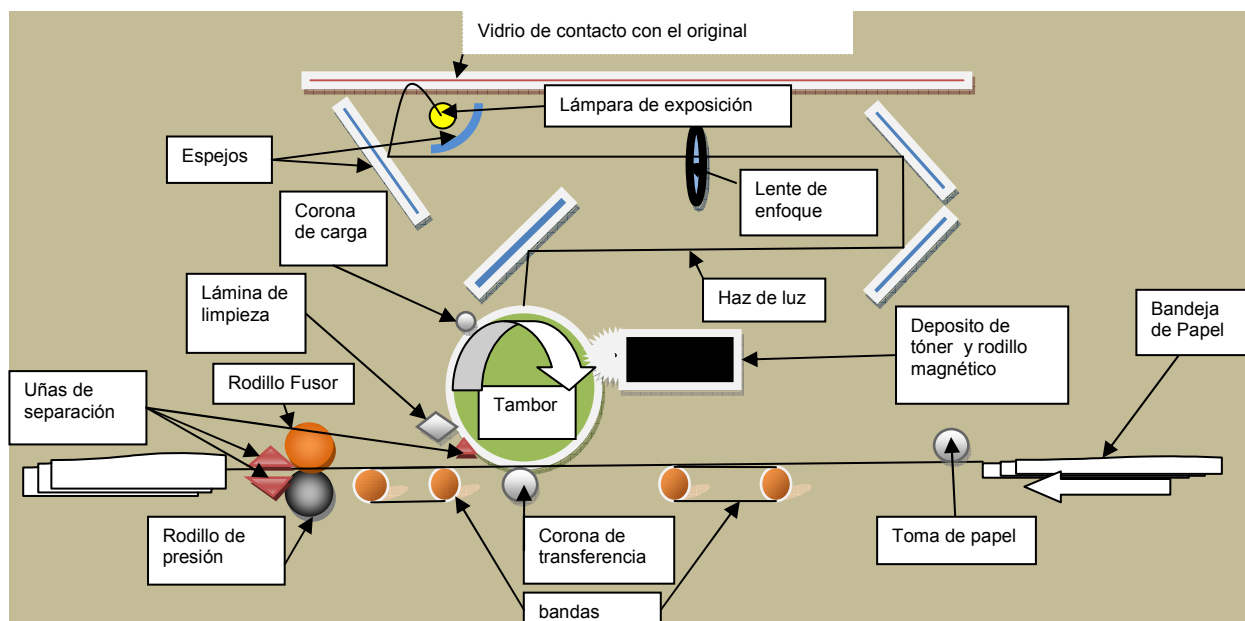 Vidrio de contacto con el original
Lámpara de exposición
Espejos
Lente de
enfoque
Corona
de carga
Haz de luz
Lámina de
limpieza
Deposito de
tóner y rodillo
magnético
Bandeja
de Papel
Rodillo Fusor
Uñas de
separación
Tambor
Rodillo de
presión
Corona de
transferencia
Toma de papel
bandas